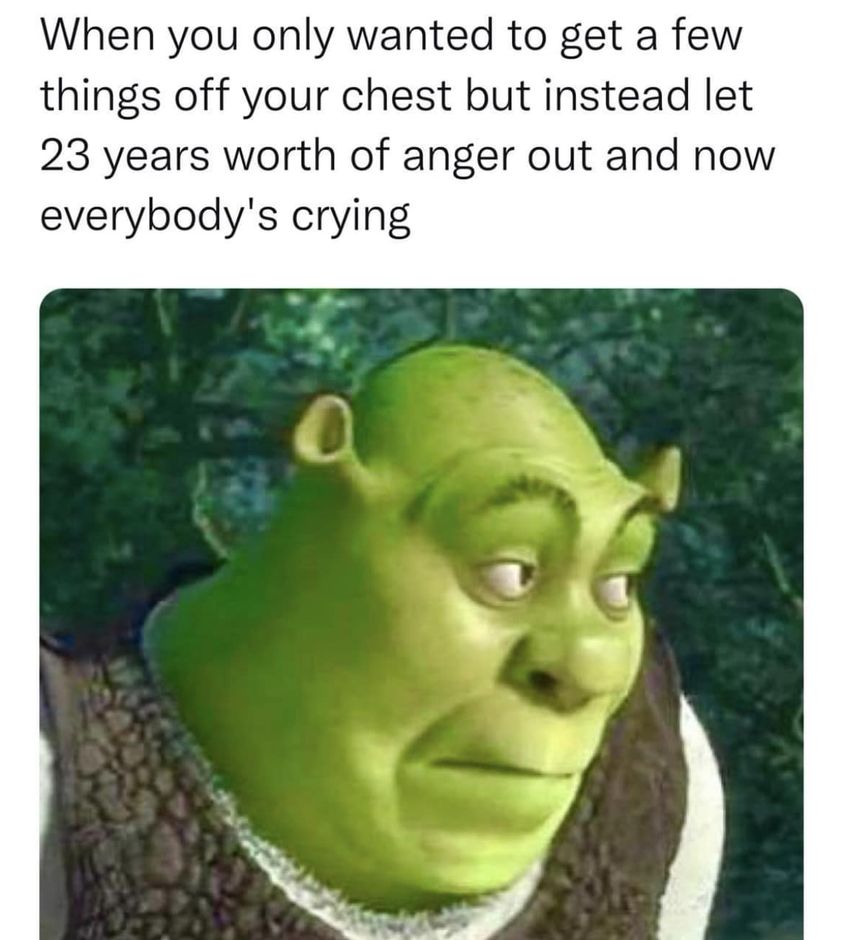 When you only wanted to get a few
things off your chest but instead let
23 years worth of anger out and now
everybody's crying